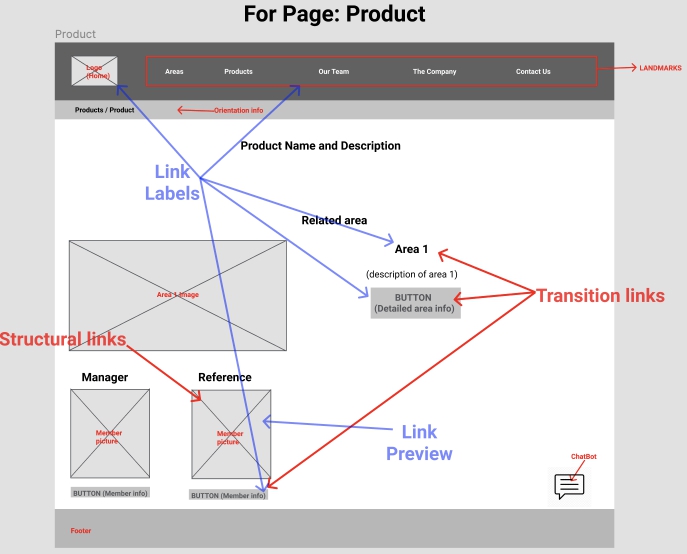 For Page: Product
Product
Logo
(Home)
Areas
Products
Our Team
The Company
Contact Us
LANDMARKS
Products / Product
Orientation info
Product Name and Description
Link
Labels
Related area
Area 1
(description of area 1)
Area 1 Image
BUTTON
(Detailed area info)
Transition links
Structural links
Manager
Reference
Member
picture
Member
picture
Link
Preview
ChatBot
BUTTON (Member info)
BUTTON (Member info)
Footer